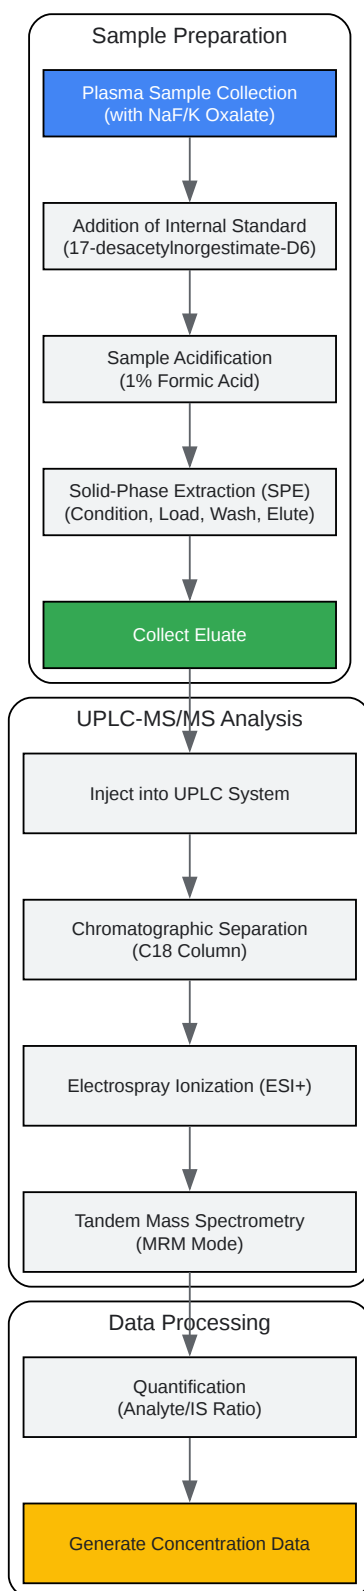 Sample Preparation
Plasma Sample Collection
(with NaF/K Oxalate)
Addition of Internal Standard
(17-desacetylnorgestimate-D6)
Sample Acidification
(1% Formic Acid)
Solid-Phase Extraction (SPE)
(Condition, Load, Wash, Elute)
Collect Eluate
UPLC-MS/MS Analysis
Inject into UPLC System
Chromatographic Separation
(C18 Column)
Electrospray Ionization (ESI+)
Tandem Mass Spectrometry
(MRM Mode)
Data Processing
Quantification
(Analyte/IS Ratio)
Generate Concentration Data